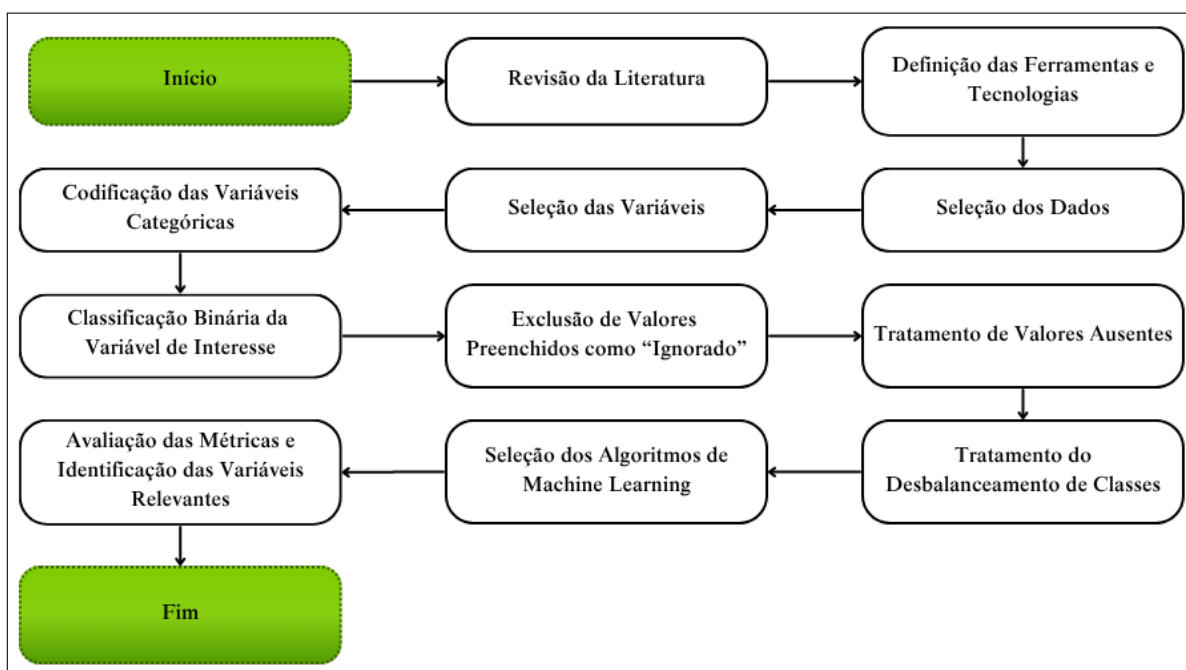 Início
Revisão da Literatura
Definição das Ferramentas e
Tecnologias
Seleção dos Dados
Seleção das Variáveis
Codificação das Variáveis
Categóricas
Classificação Binária da
Variável de Interesse
Exclusão de Valores
Preenchidos como “Ignorado”
Tratamento de Valores Ausentes
Tratamento do
Desbalanceamento de Classes
Seleção dos Algoritmos de
Machine Learning
Avaliação das Métricas e
Identificação das Variáveis
Relevantes
Fim